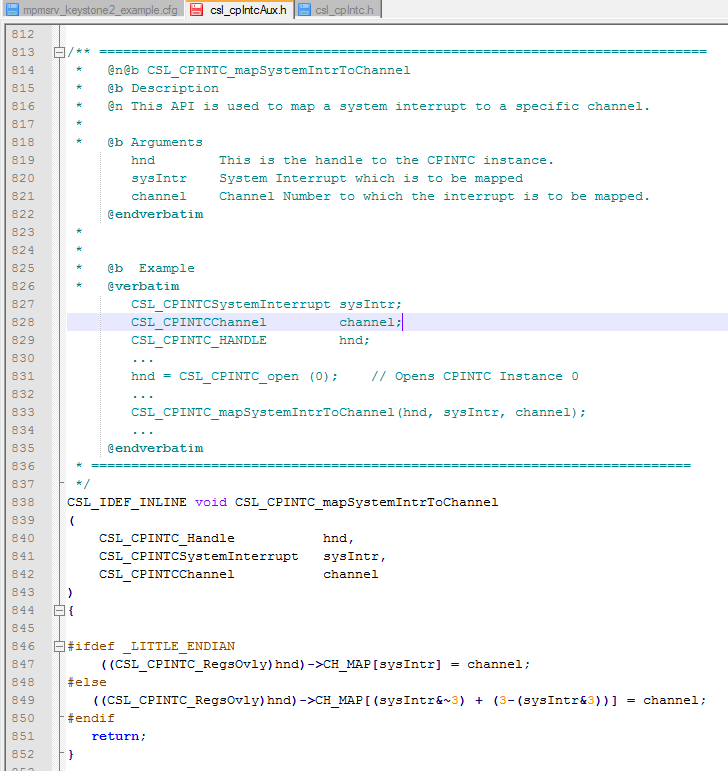 mpmsrv_keystone2_example.cfg csl_cpIntcAux.h csl_cpIntc.h
812
813 /** ============================================================================
814 * @n@b CSL_CPINTC_mapSystemIntrToChannel
815 * @b Description
816 * @n This API is used to map a system interrupt to a specific channel.
817 *
818 * @b Arguments
819 hnd This is the handle to the CPINTC instance.
820 sysIntr System Interrupt which is to be mapped
821 channel Channel Number to which the interrupt is to be mapped.
822 @endverbatim
823 *
824 *
825 * @b Example
826 * @verbatim
827 CSL_CPINTCSystemInterrupt sysIntr;
828 CSL_CPINTCChannel channel;
829 CSL_CPINTC_HANDLE hnd;
830 ...
831 hnd = CSL_CPINTC_open (0); // Opens CPINTC Instance 0
832 ...
833 CSL_CPINTC_mapSystemIntrToChannel(hnd, sysIntr, channel);
834 ...
835 @endverbatim
836 * ===========================================================================
837 */
838 CSL_IDEF_INLINE void CSL_CPINTC_mapSystemIntrToChannel
839 (
840 CSL_CPINTC_Handle hnd,
841 CSL_CPINTCSystemInterrupt sysIntr,
842 CSL_CPINTCChannel channel
843 )
844 {
845
846 #ifdef _LITTLE_ENDIAN
847 ((CSL_CPINTC_RegsOvly)hnd)->CH_MAP[sysIntr] = channel;
848 #else
849 ((CSL_CPINTC_RegsOvly)hnd)->CH_MAP[(sysIntr&~3) + (3-(sysIntr&3))] = channel;
850 #endif
851 return;
852 }